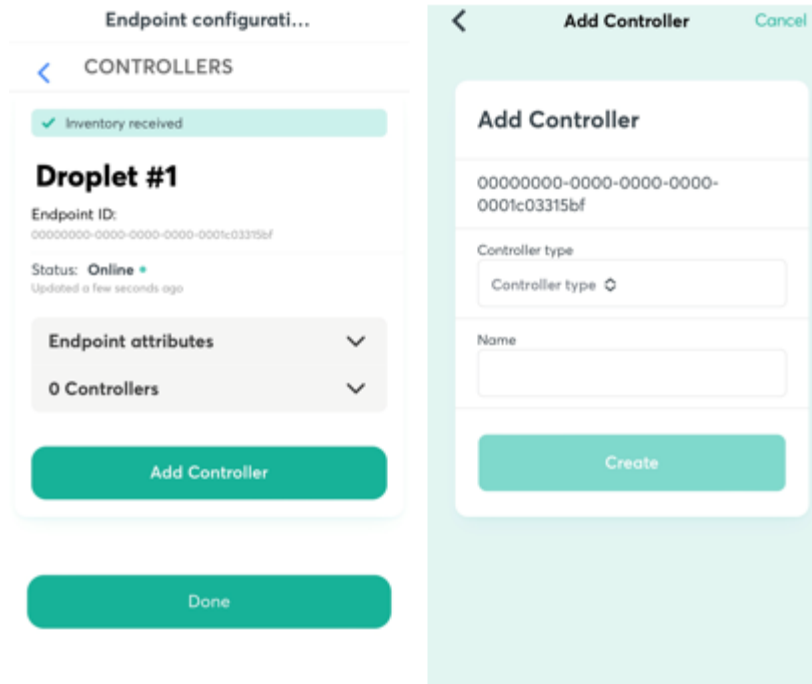 Endpoint configurati...
CONTROLLERS
Inventory received
Droplet #1
Endpoint ID:
00000000-0000-0000-0000-0001c03315bf
Status: Online
Updated a few seconds ago
Endpoint attributes
0 Controllers
Add Controller
Done
Add Controller
Cancel
Add Controller
00000000-0000-0000-0000-
0001c03315bf
Controller type
Controller type
Name
Create